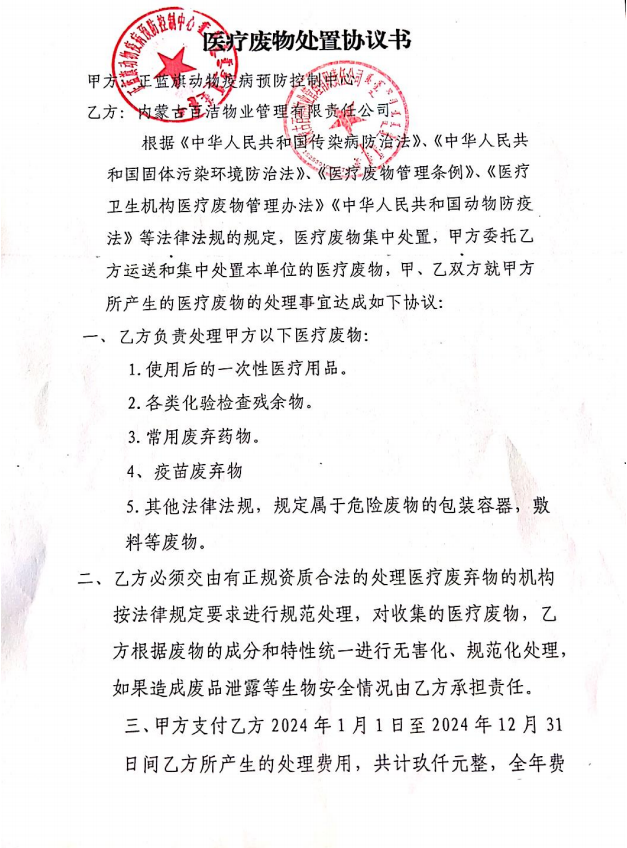 医疗废物处置协议书
甲方：正蓝旗动物疫病预防控制中心
乙方：内蒙古百洁物业管理有限责任公司
根据《中华人民共和国传染病防治法》、《中华人民共
和国固体污染环境防治法》、《医疗废物管理条例》、《医疗
卫生机构医疗废物管理办法》《中华人民共和国动物防疫
法》等法律法规的规定，医疗废物集中处置，甲方委托乙
方运送和集中处置本单位的医疗废物，甲、乙双方就甲方
所产生的医疗废物的处理事宜达成如下协议：
一、乙方负责处理甲方以下医疗废物：
1.使用后的一次性医疗用品。
2.各类化验检查残余物。
3.常用废弃药物。
4、疫苗废弃物
5.其他法律法规，规定属于危险废物的包装容器，敷
料等废物。
二、乙方必须交由有正规资质合法的处理医疗废弃物的机构
按法律规定要求进行规范处理，对收集的医疗废物，乙
方根据废物的成分和特性统一进行无害化、规范化处理，
如果造成废品泄露等生物安全情况由乙方承担责任。
三、甲方支付乙方 2024 年 1 月 1 日至 2024 年 12 月 31
日间乙方所产生的处理费用，共计玖仟元整，全年费